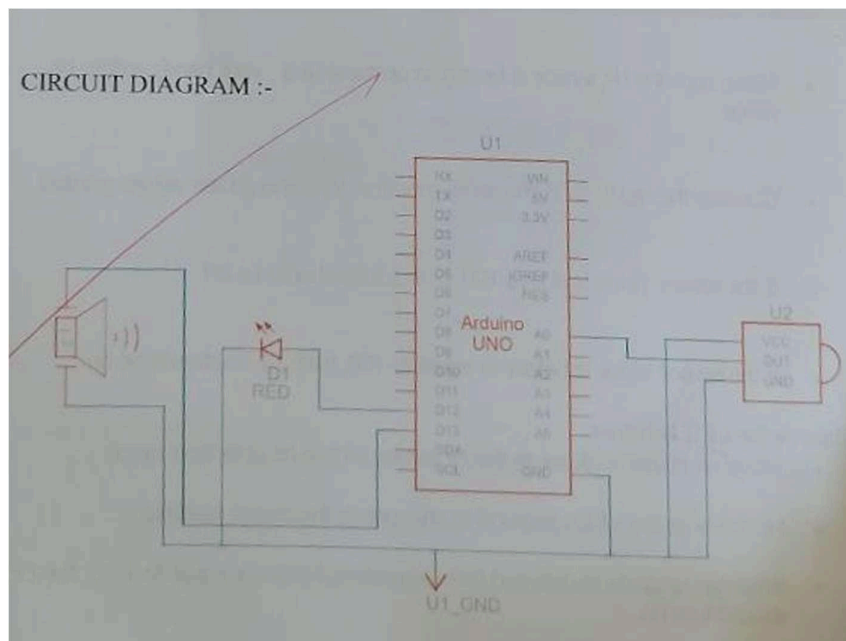 CIRCUIT DIAGRAM :-
U1
RX
VIN
TX
5V
D2
3.3V
D3
D4
AREF
D5
IOREF
D6
RES
D7
D8
A0
Arduino
UNO
D9
A1
D10
A2
D11
A3
D12
A4
D13
A5
SDA
SCL
GND
D1
RED
U2
VCC
OUT
GND
U1_GND